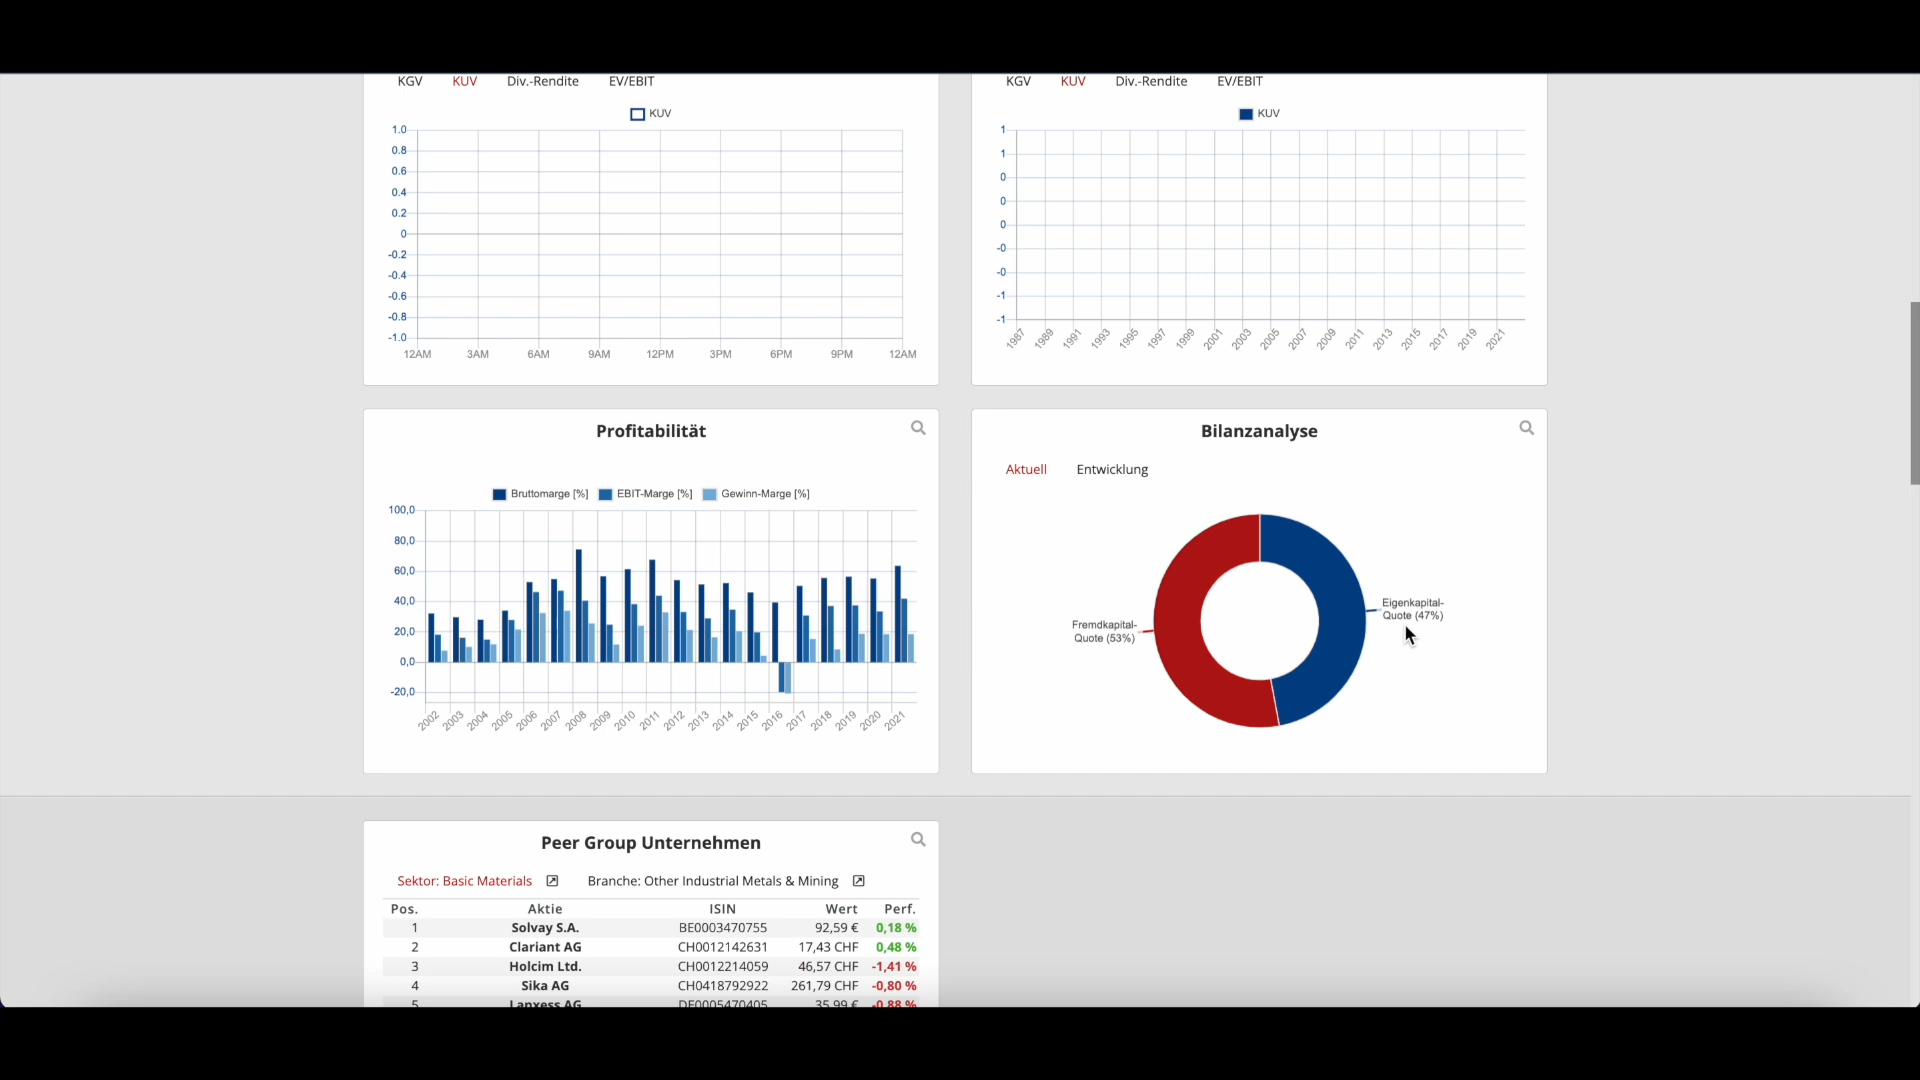 KGV KUV Div.-Rendite EV/EBIT
KUV
1.0
0.8
0.6
0.4
0.2
0
-0.2
-0.4
-0.6
-0.8
-1.0
12AM 3AM 6AM 9AM 12PM 3PM 6PM 9PM 12AM
KGV KUV Div.-Rendite EV/EBIT
KUV
1
1
0
0
0
-0
-0
-1
-1
1987 1989 1991 1993 1995 1997 1999 2001 2003 2005 2007 2009 2011 2013 2015 2017 2019 2021
Profitabilität
Bruttomarge [%] EBIT-Marge [%] Gewinn-Marge [%]
100,0
80,0
60,0
40,0
20,0
0,0
-20,0
2002 2003 2004 2005 2006 2007 2008 2009 2010 2011 2012 2013 2014 2015 2016 2017 2018 2019 2020 2021
Bilanzanalyse
Aktuell Entwicklung
Eigenkapital-
Quote (47%)
Fremdkapital-
Quote (53%)
Peer Group Unternehmen
Sektor: Basic Materials Branche: Other Industrial Metals & Mining
Pos. Aktie ISIN Wert Perf.
1 Solvay S.A. BE0003470755 92,59 € 0,18 %
2 Clariant AG CH0012142631 17,43 CHF 0,48 %
3 Holcim Ltd. CH0012214059 46,57 CHF -1,41 %
4 Sika AG CH0418792922 261,79 CHF -0,80 %
5 Lanxess AG DE0005470405 35,99 € -0,88 %